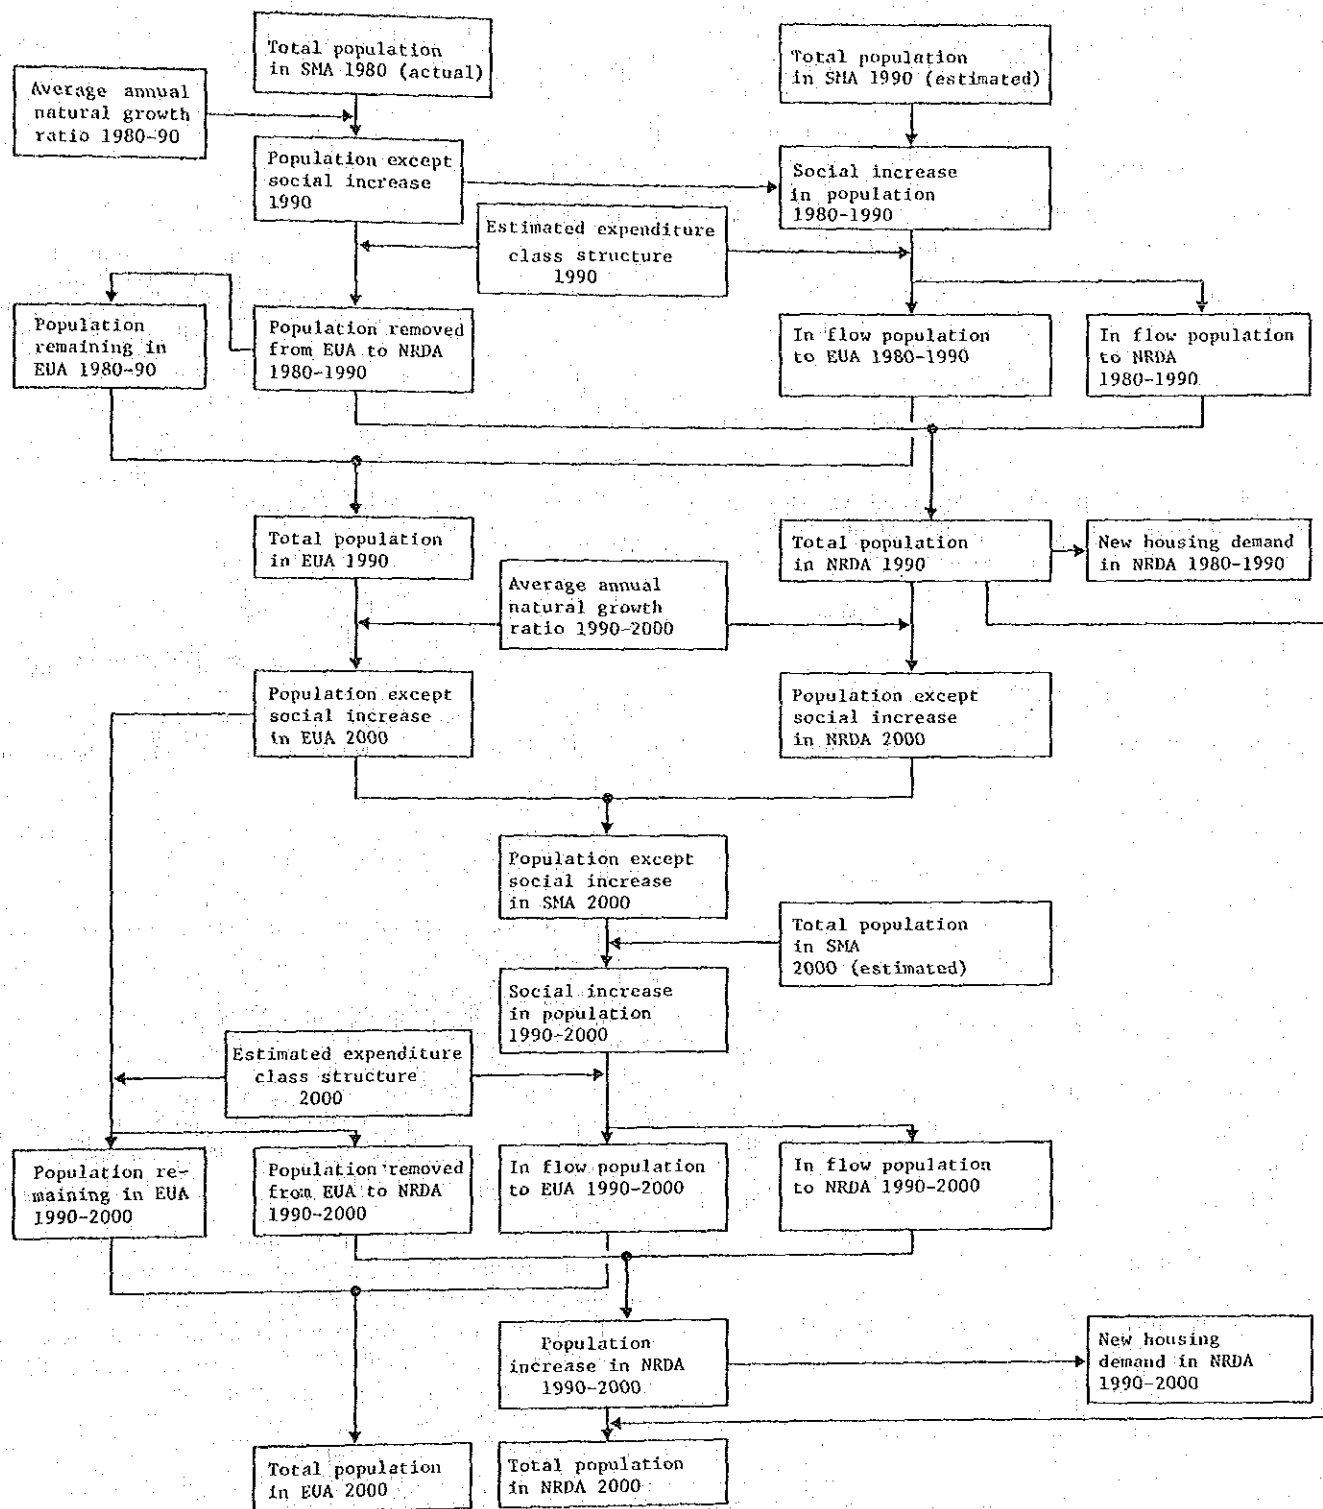 Total population
in SMA 1980 (actual)
Total population
in SMA 1990 (estimated)
Average annual
natural growth
ratio 1980-90
Population except
social increase
1990
Social increase
in population
1980-1990
Estimated expenditure
class structure
1990
Population
remaining in
EUA 1980-90
Population removed
from EUA to NRDA
1980-1990
In flow population
to EUA 1980-1990
In flow population
to NRDA
1980-1990
Total population
in EUA 1990
Total population
in NRDA 1990
New housing demand
in NRDA 1980-1990
Average annual
natural growth
ratio 1990-2000
Population except
social increase
in EUA 2000
Population except
social increase
in NRDA 2000
Population except
social increase
in SMA 2000
Total population
in SMA
2000 (estimated)
Social increase
in population
1990-2000
Estimated expenditure
class structure
2000
Population re-
maining in EUA
1990-2000
Population removed
from EUA to NRDA
1990-2000
In flow population
to EUA 1990-2000
In flow population
to NRDA 1990-2000
Population
increase in NRDA
1990-2000
New housing
demand in NRDA
1990-2000
Total population
in EUA 2000
Total population
in NRDA 2000